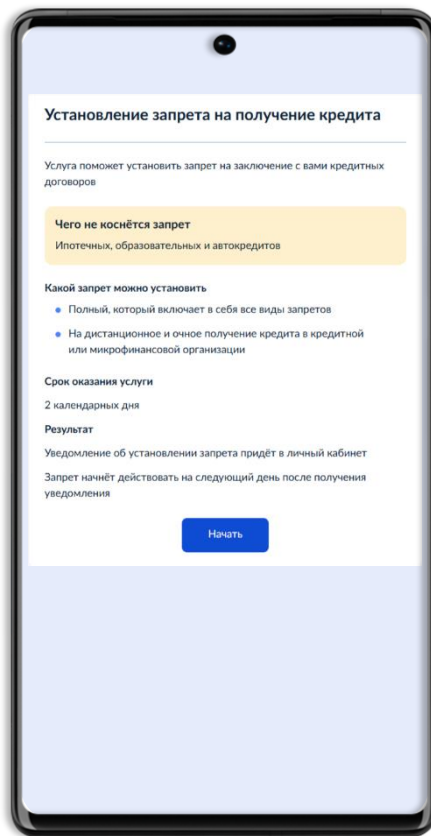 Установление запрета на получение кредита
Услуга поможет установить запрет на заключение с вами кредитных
договоров
Чего не коснётся запрет
Ипотечных, образовательных и автокредитов
Какой запрет можно установить
Полный, который включает в себя все виды запретов
На дистанционное и очное получение кредита в кредитной
или микрофинансовой организации
Срок оказания услуги
2 календарных дня
Результат
Уведомление об установлении запрета придёт в личный кабинет
Запрет начнёт действовать на следующий день после получения
уведомления
Начать